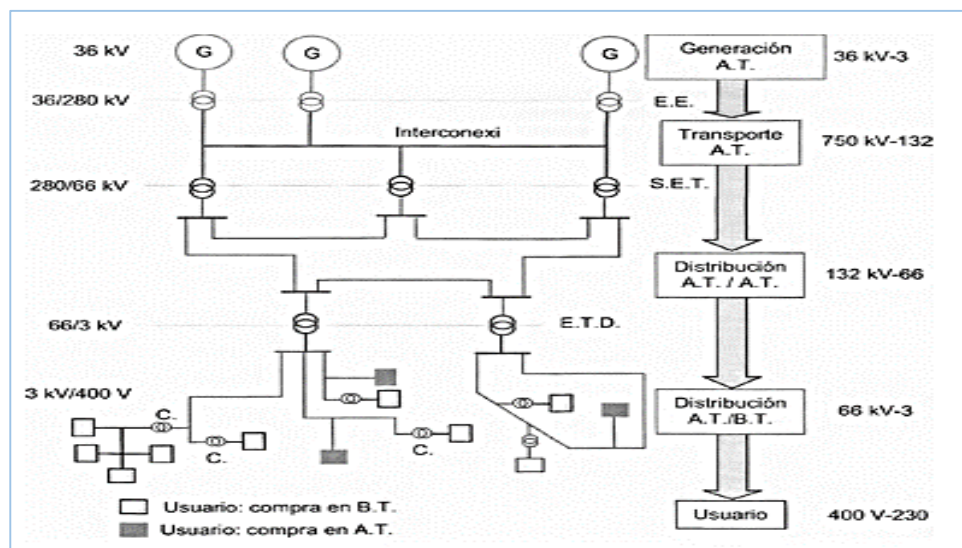 36 kV
G
G
G
Generación
A.T.
36 kV-3
36/280 kV
E.E.
Interconexi
Transporte
A.T.
750 kV-132
280/66 kV
S.E.T.
Distribución
A.T. / A.T.
132 kV-66
66/3 kV
E.T.D.
3 kV/400 V
C.
C.
C.
Distribución
A.T./B.T.
66 kV-3
Usuario: compra en B.T.
Usuario: compra en A.T.
Usuario
400 V-230